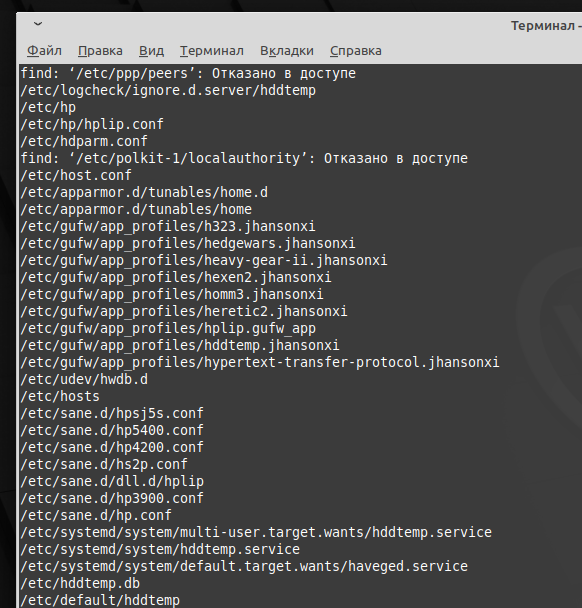 Терминал -
Файл Правка Вид Терминал Вкладки Справка
find: ‘/etc/ppp/peers’: Отказано в доступе
/etc/logcheck/ignore.d.server/hddtemp
/etc/hp
/etc/hp/hplip.conf
/etc/hdparm.conf
find: ‘/etc/polkit-1/localauthority’: Отказано в доступе
/etc/host.conf
/etc/apparmor.d/tunables/home.d
/etc/apparmor.d/tunables/home
/etc/gufw/app_profiles/h323.jhansonxi
/etc/gufw/app_profiles/hedgewars.jhansonxi
/etc/gufw/app_profiles/heavy-gear-ii.jhansonxi
/etc/gufw/app_profiles/hexen2.jhansonxi
/etc/gufw/app_profiles/homm3.jhansonxi
/etc/gufw/app_profiles/heretic2.jhansonxi
/etc/gufw/app_profiles/hplip.gufw_app
/etc/gufw/app_profiles/hddtemp.jhansonxi
/etc/gufw/app_profiles/hypertext-transfer-protocol.jhansonxi
/etc/udev/hwdb.d
/etc/hosts
/etc/sane.d/hpsj5s.conf
/etc/sane.d/hp5400.conf
/etc/sane.d/hp4200.conf
/etc/sane.d/hs2p.conf
/etc/sane.d/dll.d/hplip
/etc/sane.d/hp3900.conf
/etc/sane.d/hp.conf
/etc/systemd/system/multi-user.target.wants/hddtemp.service
/etc/systemd/system/hddtemp.service
/etc/systemd/system/default.target.wants/haveged.service
/etc/hddtemp.db
/etc/default/hddtemp